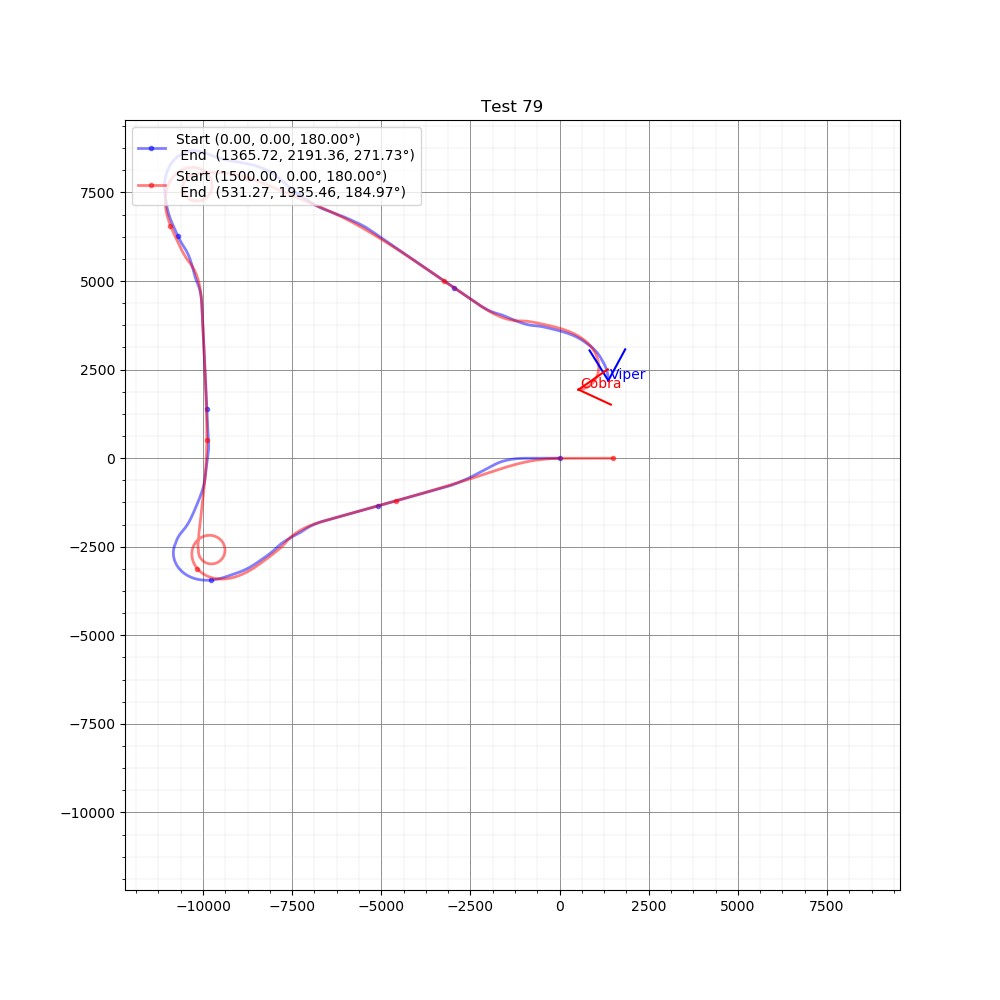 Test 79
Start (0.00, 0.00, 180.00°)
End (1365.72, 2191.36, 271.73°)
Start (1500.00, 0.00, 180.00°)
End (531.27, 1935.46, 184.97°)
7500
5000
2500
0
−2500
−5000
−7500
−10000
Viper
Cobra
−10000 −7500 −5000 −2500 0 2500 5000 7500